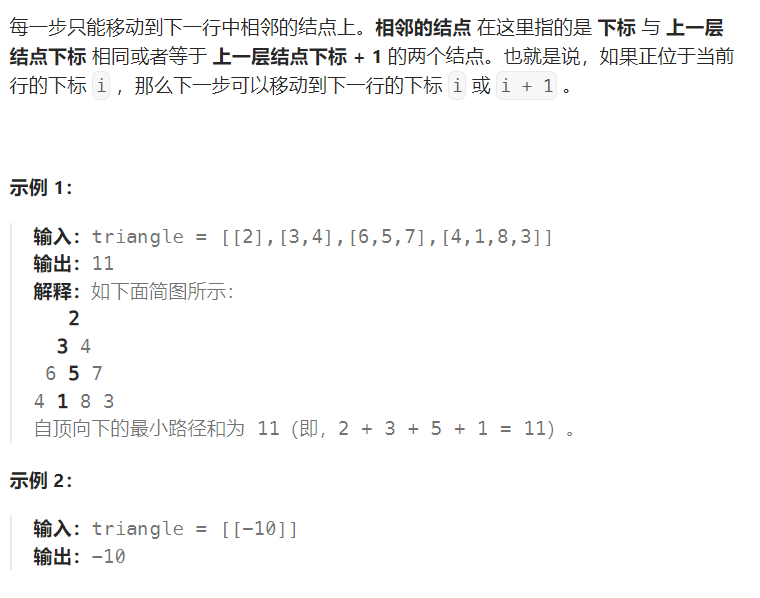 每一步只能移动到下一行中相邻的结点上。相邻的结点 在这里指的是 下标 与 上一层
结点下标 相同或者等于 上一层结点下标 + 1 的两个结点。也就是说，如果正位于当前
行的下标 i ，那么下一步可以移动到下一行的下标 i 或 i + 1 。
示例 1：
输入：triangle = [[2],[3,4],[6,5,7],[4,1,8,3]]
输出：11
解释：如下面简图所示：
2
3 4
6 5 7
4 1 8 3
自顶向下的最小路径和为 11（即，2 + 3 + 5 + 1 = 11）。
示例 2：
输入：triangle = [[-10]]
输出：-10